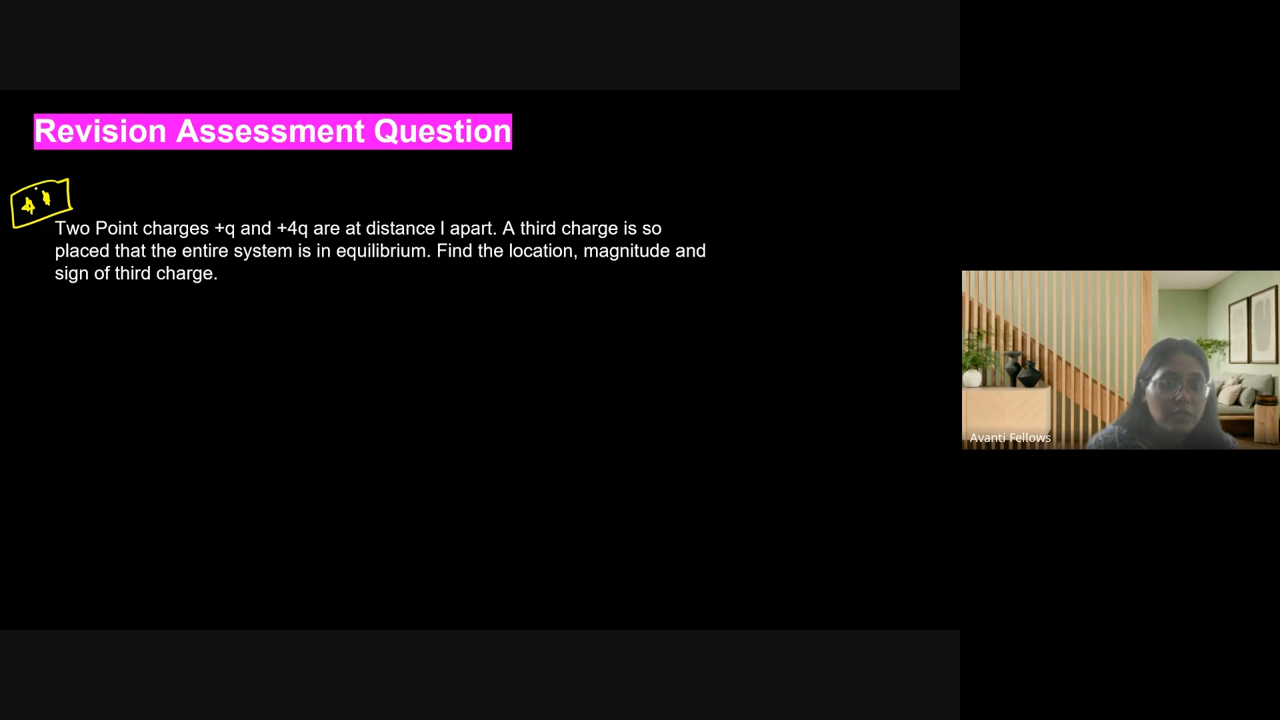 Revision Assessment Question
Two Point charges +q and +4q are at distance l apart. A third charge is so
placed that the entire system is in equilibrium. Find the location, magnitude and
sign of third charge.
Avanti Fellows